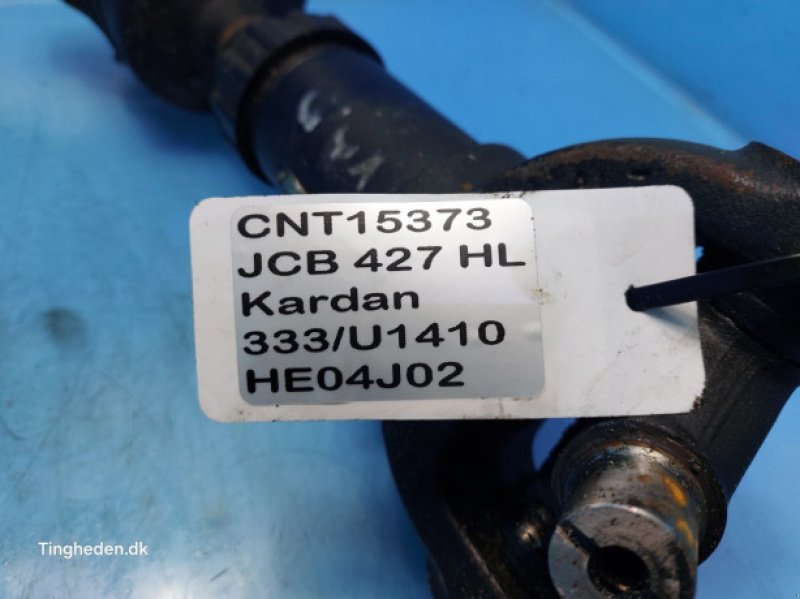 CNT15373
JCB 427 HL
Kardan
333/U1410
HE04J02
Tingheden.dk